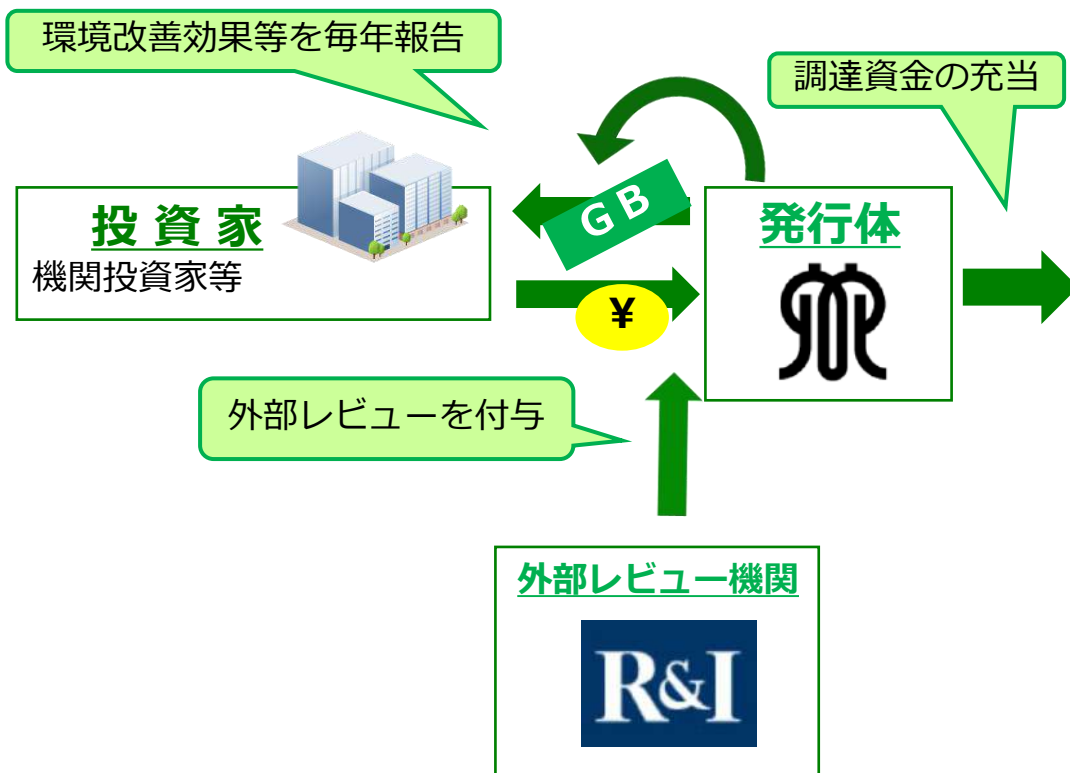 環境改善効果等を毎年報告
調達資金の充当
投資家
機関投資家等
GB
¥
発行体
外部レビューを付与
外部レビュー機関
R&I